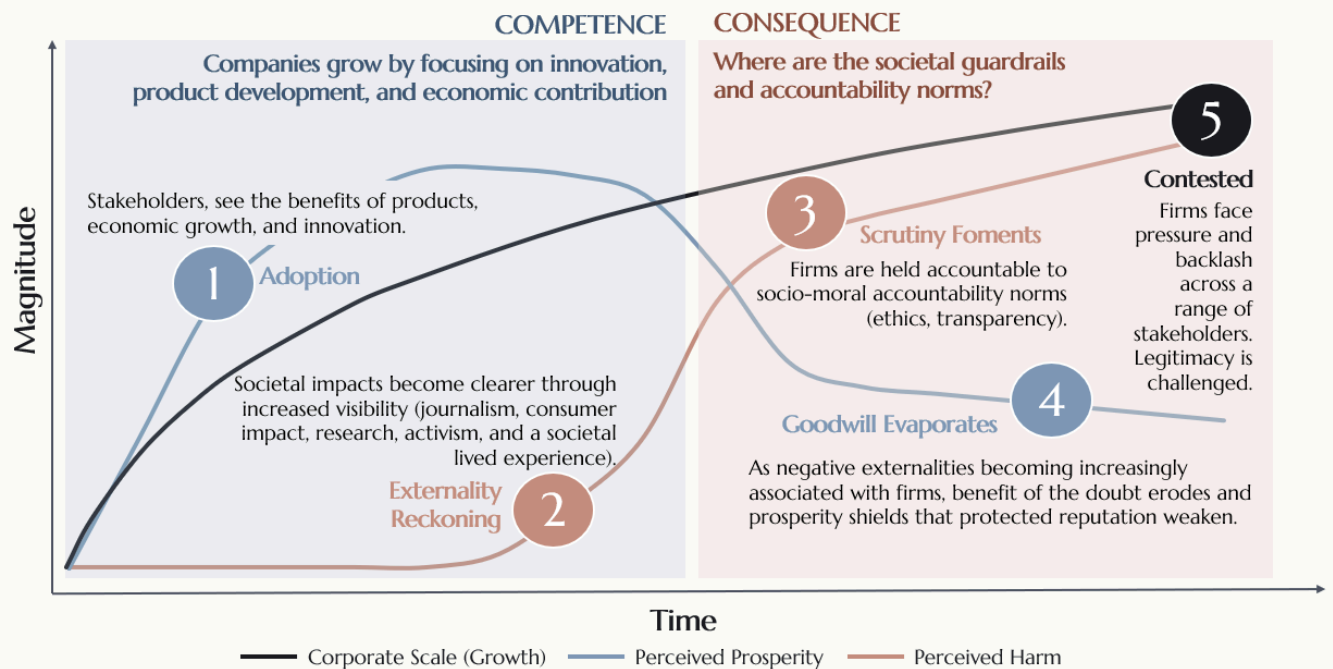 COMPETENCE
Companies grow by focusing on innovation,
product development, and economic contribution
CONSEQUENCE
Where are the societal guardrails
and accountability norms?
Magnitude
Stakeholders, see the benefits of products,
economic growth, and innovation.
1
Adoption
Societal impacts become clearer through
increased visibility (journalism, consumer
impact, research, activism, and a societal
lived experience).
Externality
Reckoning
2
3
Scrutiny Foments
Firms are held accountable to
socio-moral accountability norms
(ethics, transparency).
4
Goodwill Evaporates
As negative externalities becoming increasingly
associated with firms, benefit of the doubt erodes and
prosperity shields that protected reputation weaken.
5
Contested
Firms face
pressure and
backlash
across a
range of
stakeholders.
Legitimacy is
challenged.
Time
Corporate Scale (Growth)
Perceived Prosperity
Perceived Harm